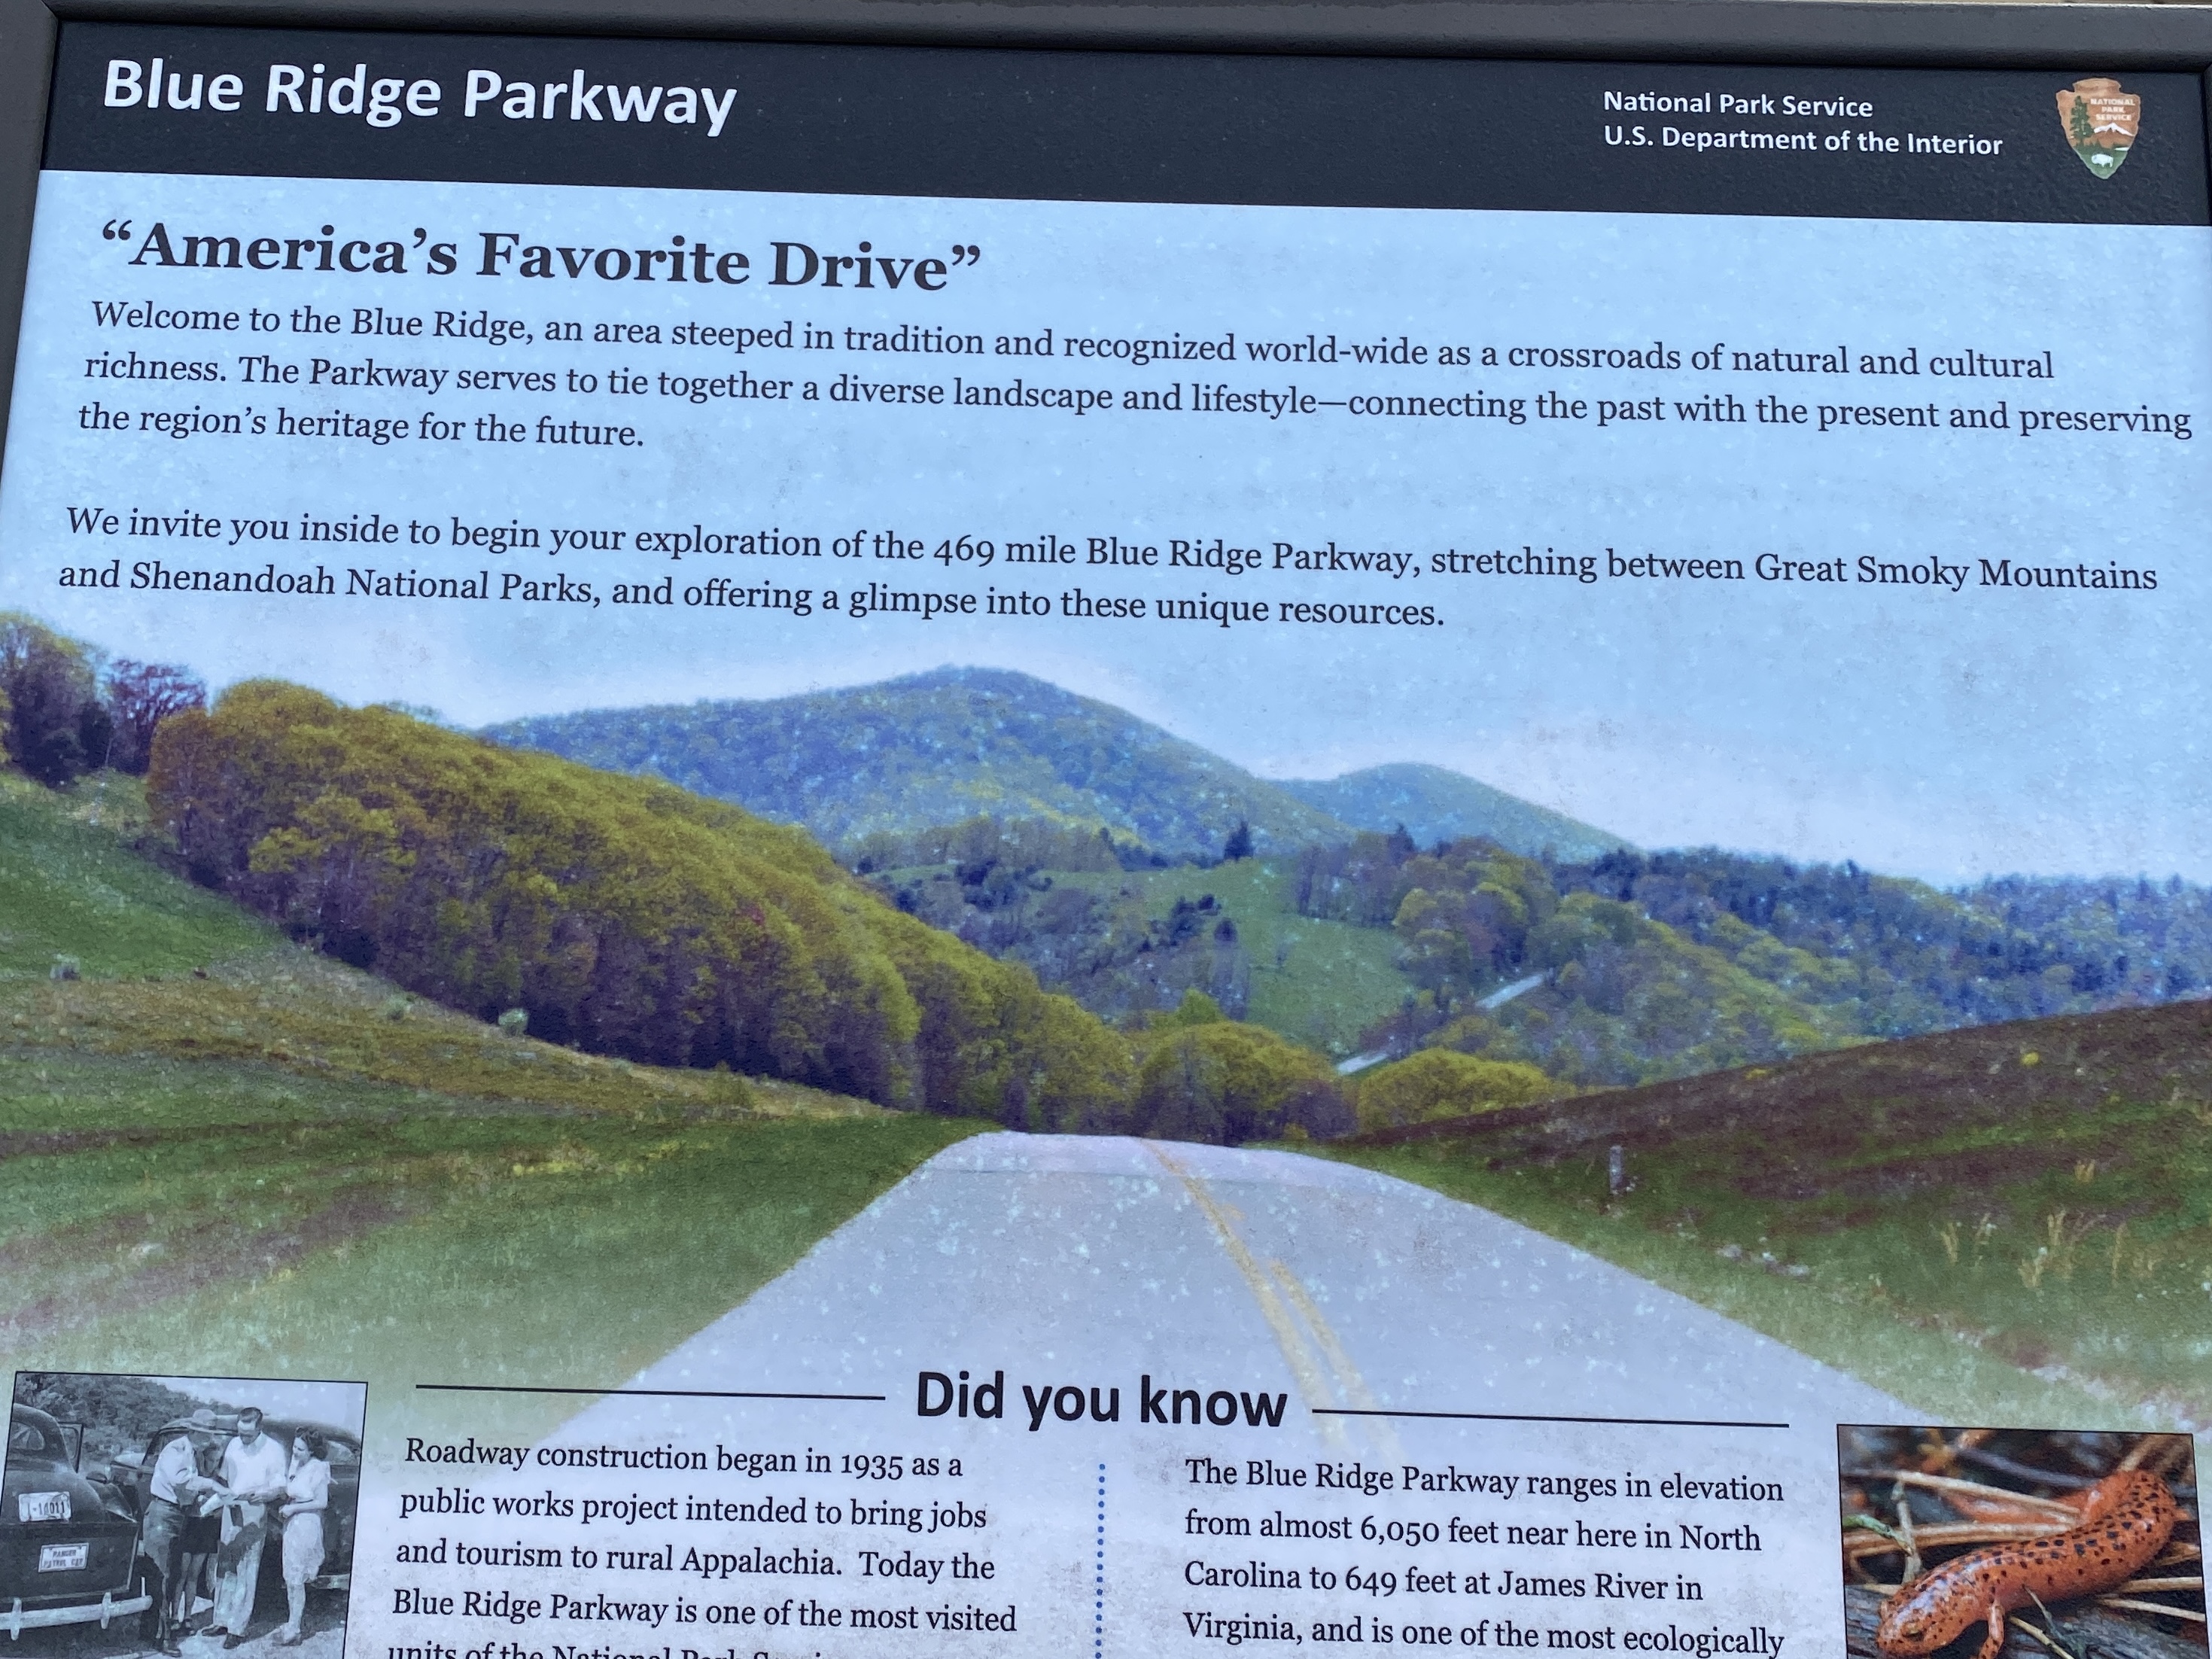 Blue Ridge Parkway
National Park Service
U.S. Department of the Interior
NATIONAL
PARK
SERVICE
“America’s Favorite Drive”
Welcome to the Blue Ridge, an area steeped in tradition and recognized world-wide as a crossroads of natural and cultural
richness. The Parkway serves to tie together a diverse landscape and lifestyle—connecting the past with the present and preserving
the region’s heritage for the future.
We invite you inside to begin your exploration of the 469 mile Blue Ridge Parkway, stretching between Great Smoky Mountains
and Shenandoah National Parks, and offering a glimpse into these unique resources.
Did you know
Roadway construction began in 1935 as a
public works project intended to bring jobs
and tourism to rural Appalachia. Today the
Blue Ridge Parkway is one of the most visited
units of the National Park
The Blue Ridge Parkway ranges in elevation
from almost 6,050 feet near here in North
Carolina to 649 feet at James River in
Virginia, and is one of the most ecologically